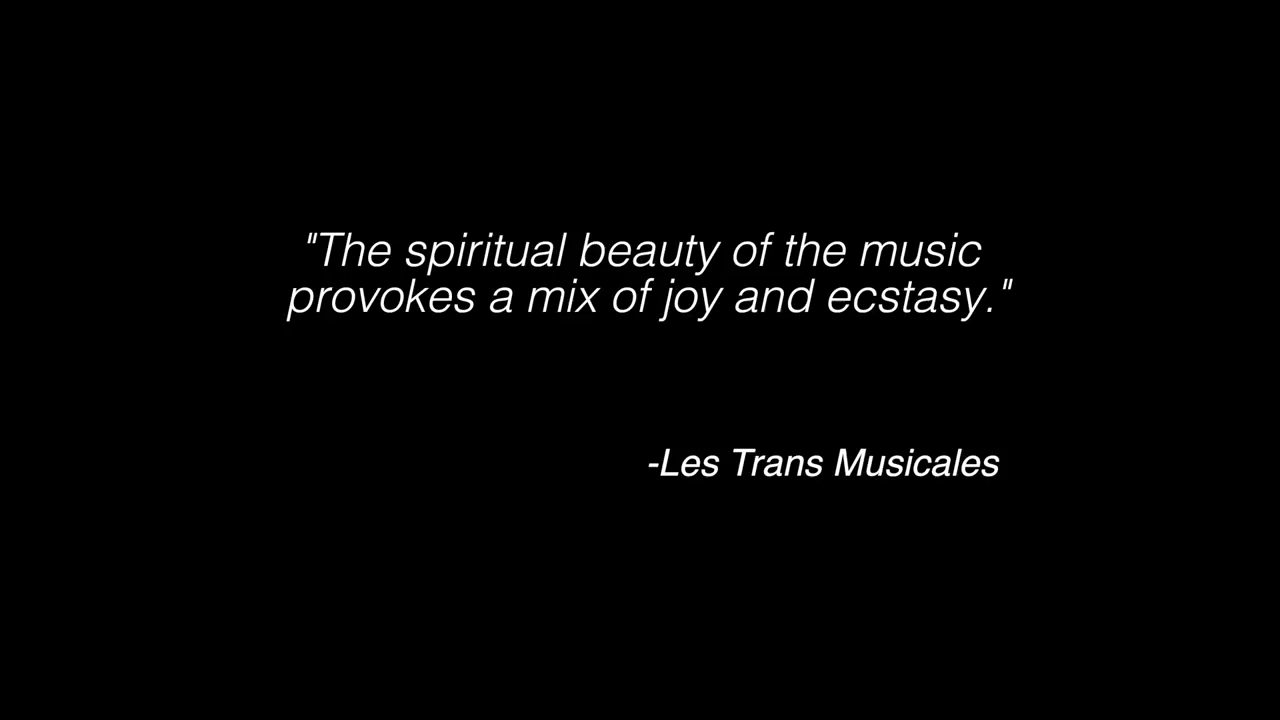 "The spiritual beauty of the music
provokes a mix of joy and ecstasy."
-Les Trans Musicales